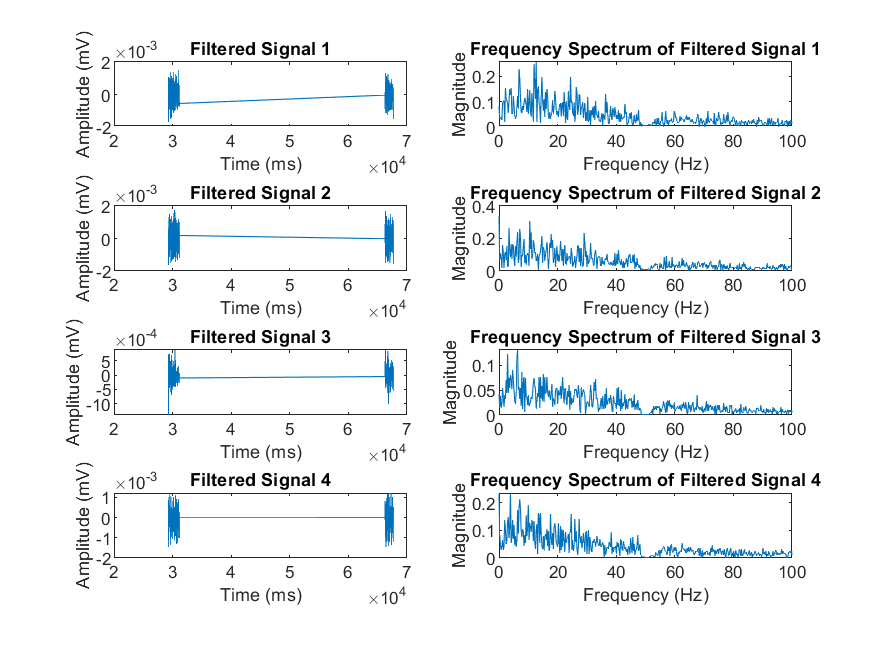 Filtered Signal 1
×10-3
Amplitude (mV)
2
0
-2
2 3 4 5 6 7
Time (ms)
×104
Frequency Spectrum of Filtered Signal 1
Magnitude
0.2
0.1
0
0 20 40 60 80 100
Frequency (Hz)
Filtered Signal 2
×10-3
Amplitude (mV)
2
0
-2
2 3 4 5 6 7
Time (ms)
×104
Frequency Spectrum of Filtered Signal 2
Magnitude
0.4
0.2
0
0 20 40 60 80 100
Frequency (Hz)
Filtered Signal 3
×10-4
Amplitude (mV)
5
0
-5
-10
2 3 4 5 6 7
Time (ms)
×104
Frequency Spectrum of Filtered Signal 3
Magnitude
0.1
0.05
0
0 20 40 60 80 100
Frequency (Hz)
Filtered Signal 4
×10-3
Amplitude (mV)
1
0
-1
-2
2 3 4 5 6 7
Time (ms)
×104
Frequency Spectrum of Filtered Signal 4
Magnitude
0.2
0.1
0
0 20 40 60 80 100
Frequency (Hz)